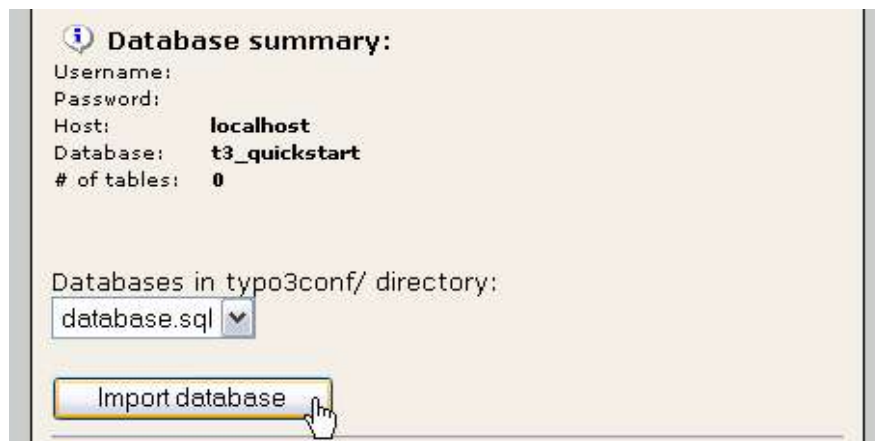 Database summary:
Username:
Password:
Host: localhost
Database: t3_quickstart
# of tables: 0
Databases in typo3conf/ directory:
database.sql
Import database